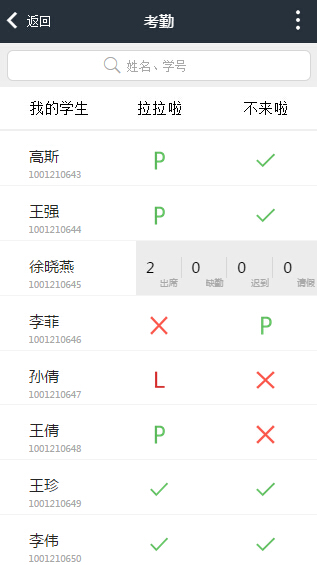 返回 考勤
姓名、学号
我的学生 拉拉啦 不来啦
高斯 P
1001210643
王强 P
1001210644
徐晓燕 2 0 0 0
1001210645 出席 缺勤 迟到 请假
李菲 P
1001210646
孙倩 L
1001210647
王倩 P
1001210648
王珍
1001210649
李伟
1001210650